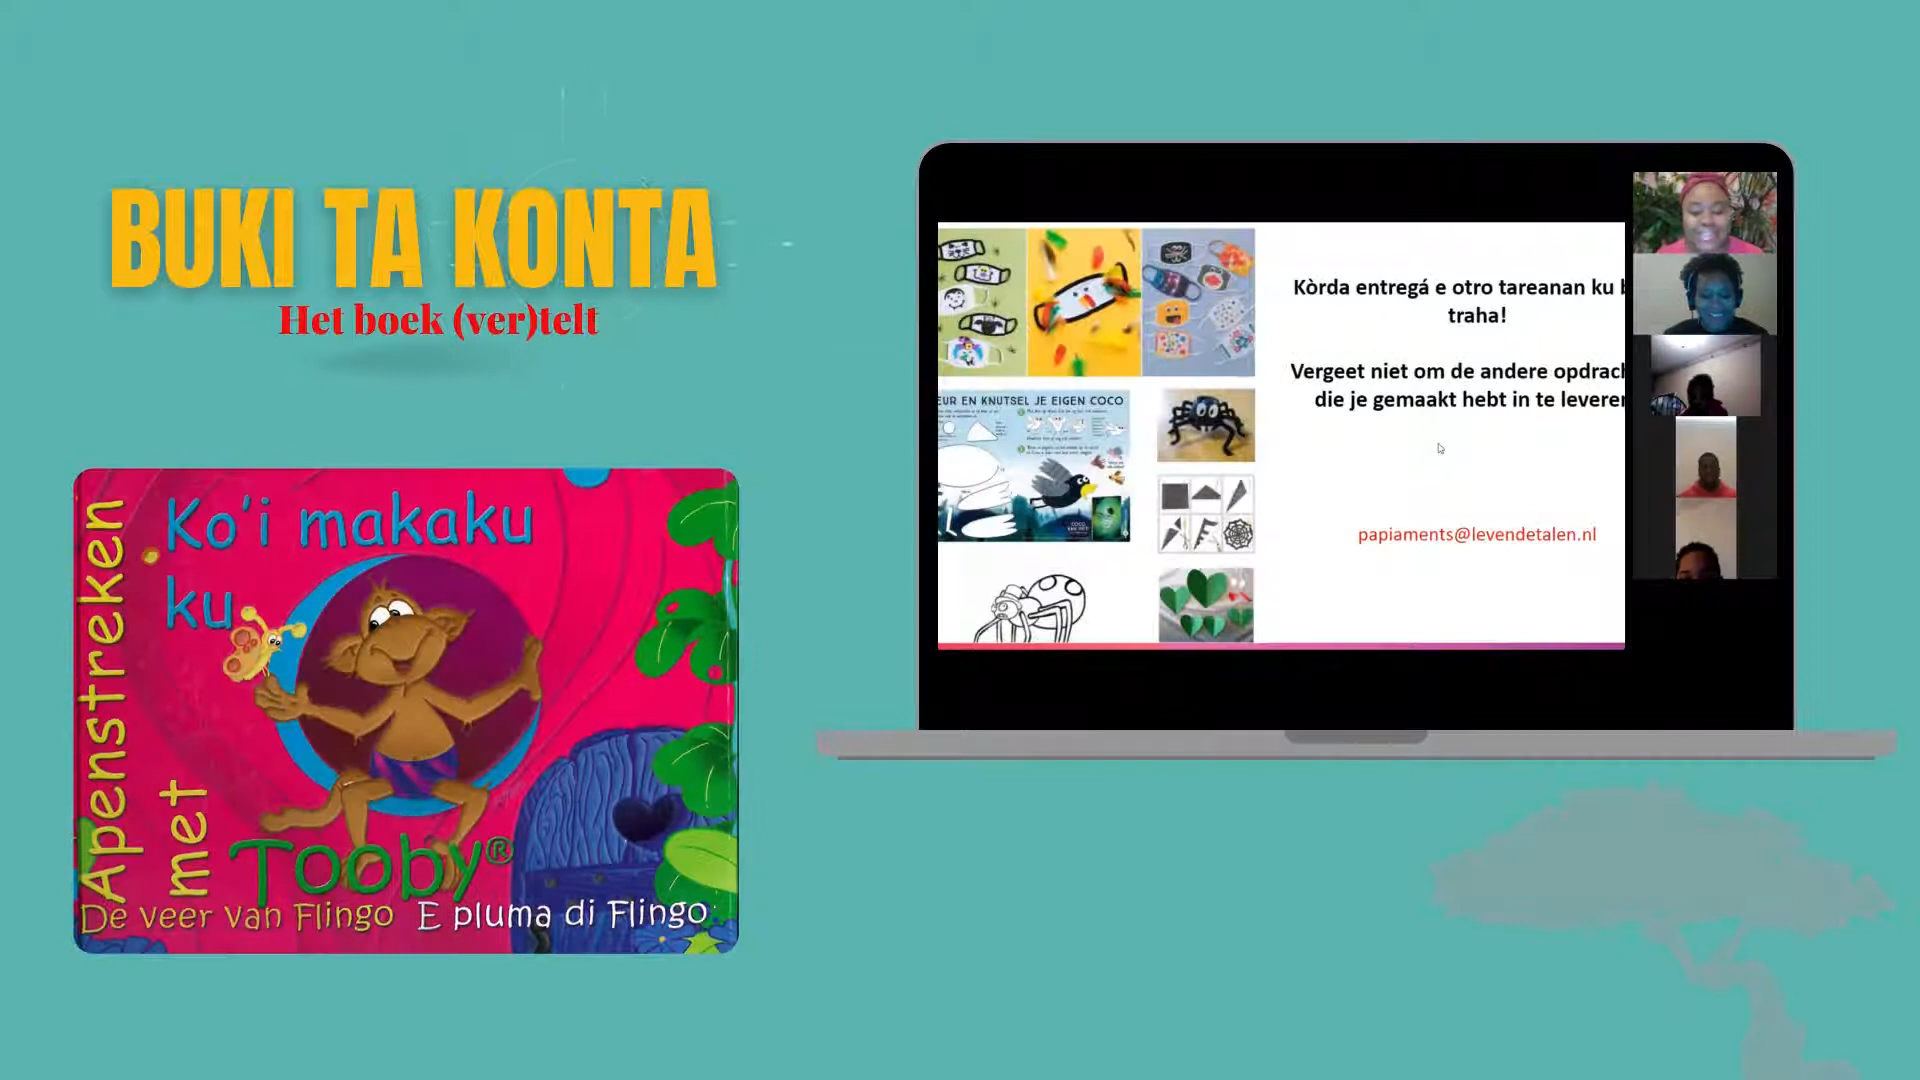 BUKI TA KONTA
Het boek (ver)telt
Ko'i makaku
ku
Apenstreken
met
Tooby®
De veer van Flingo E pluma di Flingo
EUR EN KNUTSEL JE EIGEN COCO
Kòrda entregá e otro tareanan ku b
traha!
Vergeet niet om de andere opdrach
die je gemaakt hebt in te lever
papiaments@levendetalen.nl